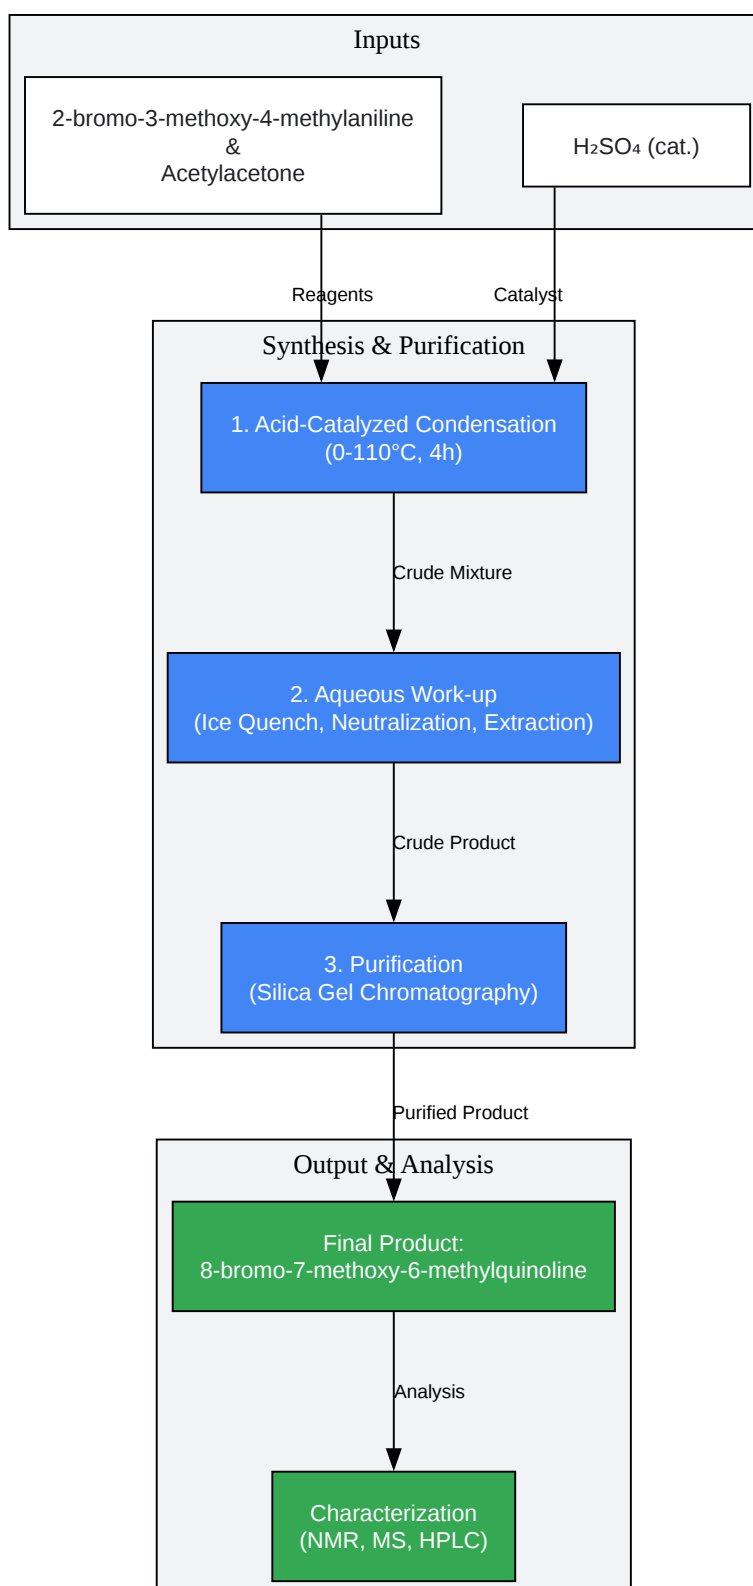 Inputs
2-bromo-3-methoxy-4-methylaniline
&
Acetylacetone
H₂SO₄ (cat.)
Reagents
Catalyst
Synthesis & Purification
1. Acid-Catalyzed Condensation
(0-110°C, 4h)
Crude Mixture
2. Aqueous Work-up
(Ice Quench, Neutralization, Extraction)
Crude Product
3. Purification
(Silica Gel Chromatography)
Purified Product
Output & Analysis
Final Product:
8-bromo-7-methoxy-6-methylquinoline
Analysis
Characterization
(NMR, MS, HPLC)